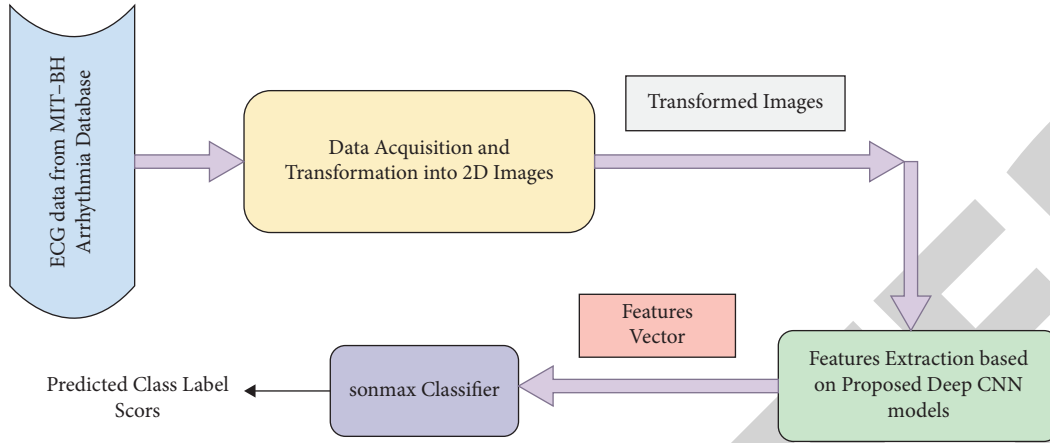 ECG data from MIT–BH
Arrhythmia Database
Data Acquisition and
Transformation into 2D Images
Transformed Images
Features
Vector
Features Extraction based
on Proposed Deep CNN
models
sonmax Classifier
Predicted Class Label
Scors